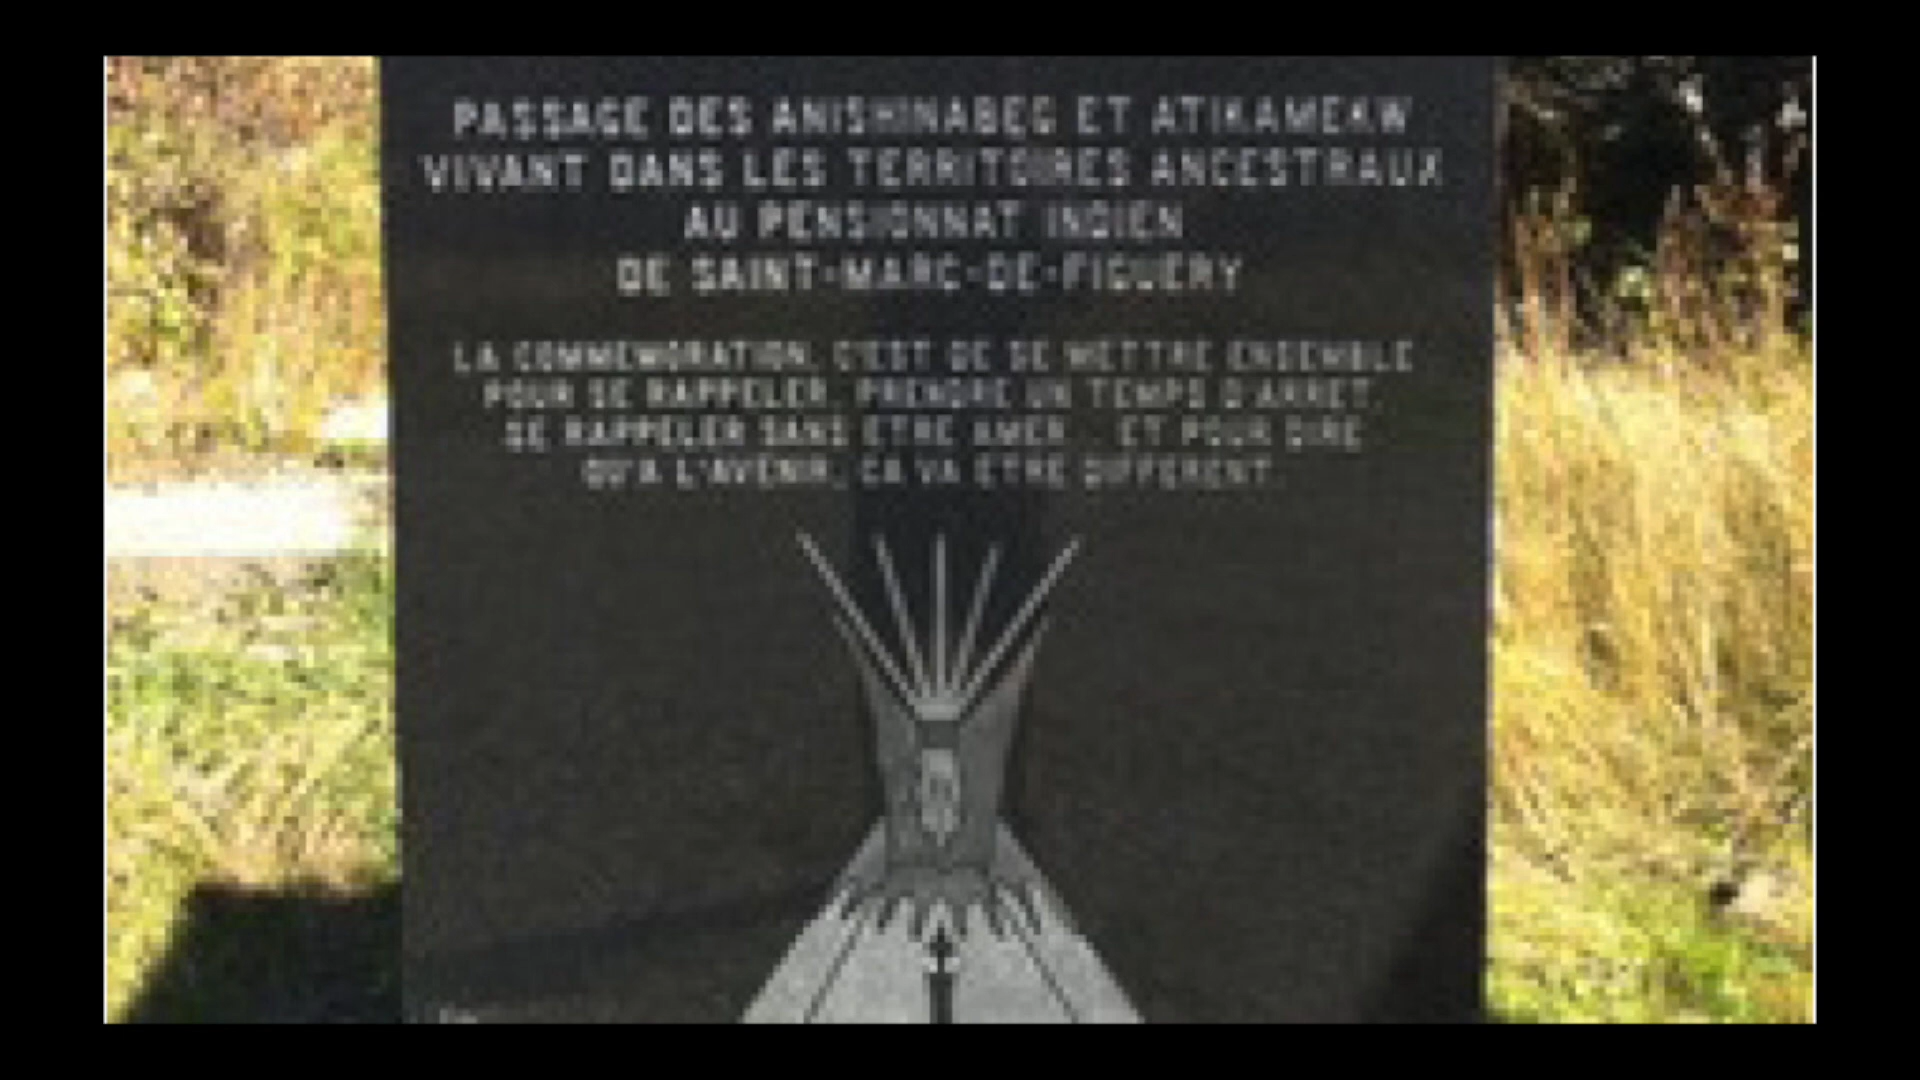 PASSAGE DES ANISHINABEG ET ATIKAMEKW
VIVANT DANS LES TERRITOIRES ANCESTRAUX
AU PENSIONNAT INDIEN
DE SAINT-MARC-DE-FIGUERY
LA COMMEMORATION, C'EST DE SE METTRE ENSEMBLE
POUR SE RAPPELER, PRENDRE UN TEMPS D'ARRET.
SE RAPPELER SANS ETRE AMER... ET POUR DIRE
QU'A L'AVENIR, CA VA ETRE DIFFERENT.